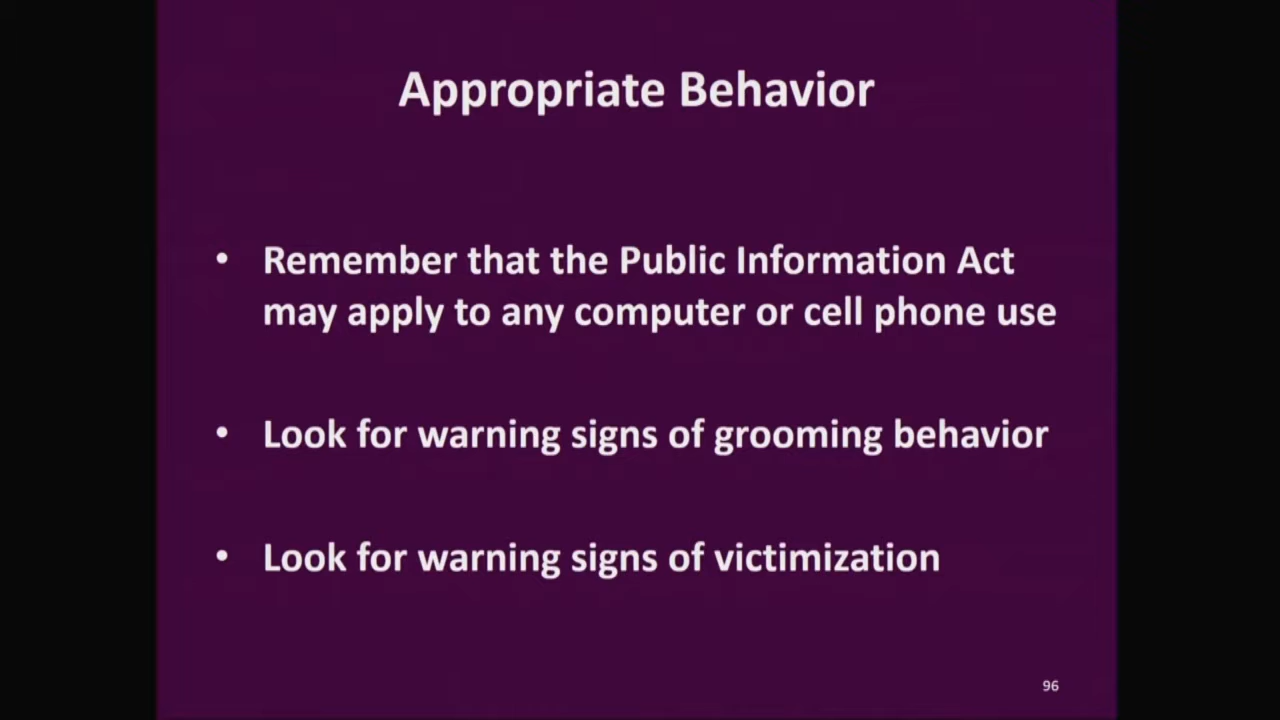 Appropriate Behavior
• Remember that the Public Information Act
may apply to any computer or cell phone use
• Look for warning signs of grooming behavior
• Look for warning signs of victimization
96